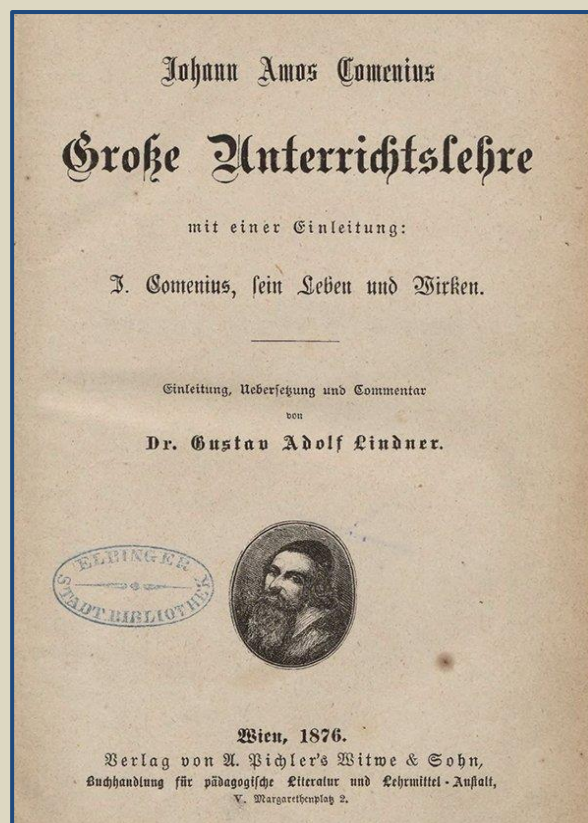 Johann Amos Comenius
Große Unterrichtslehre
mit einer Einleitung:
J. Comenius, sein Leben und Wirken.
Einleitung, Uebersetzung und Commentar
von
Dr. Gustav Adolf Lindner.
ELBINGER
STADTBIBLIOTHEK
Wien, 1876.
Verlag von A. Pichler's Witwe & Sohn,
Buchhandlung für pädagogische Literatur und Lehrmittel-Anstalt,
V. Margarethenplatz 2.